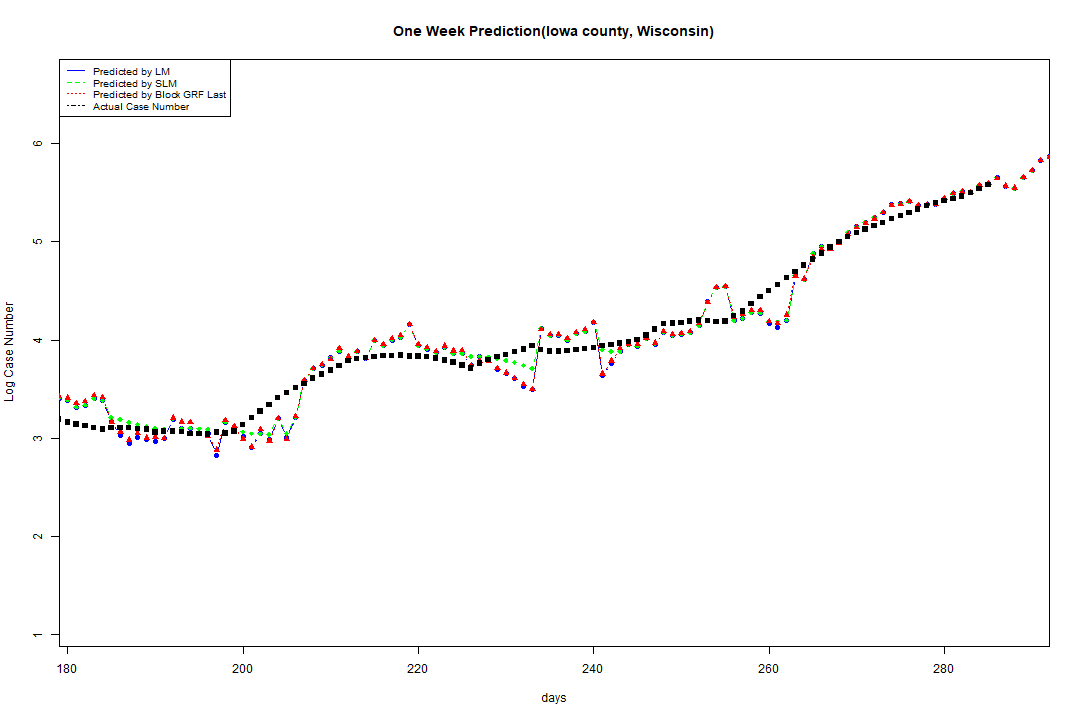 One Week Prediction(Iowa county, Wisconsin)
Predicted by LM
Predicted by SLM
Predicted by Block GRF Last
Actual Case Number
6
5
4
3
2
1
Log Case Number
180 200 220 240 260 280
days